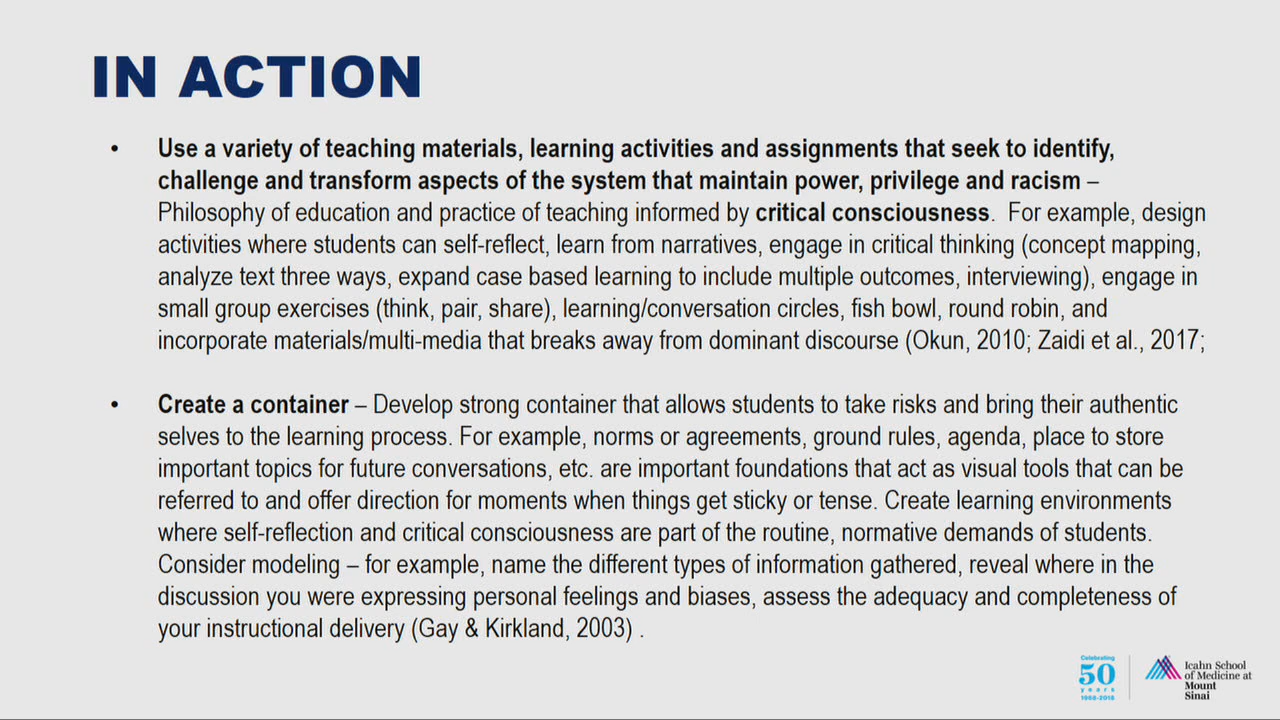 IN ACTION
• Use a variety of teaching materials, learning activities and assignments that seek to identify,
challenge and transform aspects of the system that maintain power, privilege and racism –
Philosophy of education and practice of teaching informed by critical consciousness. For example, design
activities where students can self-reflect, learn from narratives, engage in critical thinking (concept mapping,
analyze text three ways, expand case based learning to include multiple outcomes, interviewing), engage in
small group exercises (think, pair, share), learning/conversation circles, fish bowl, round robin, and
incorporate materials/multi-media that breaks away from dominant discourse (Okun, 2010; Zaidi et al., 2017;
• Create a container – Develop strong container that allows students to take risks and bring their authentic
selves to the learning process. For example, norms or agreements, ground rules, agenda, place to store
important topics for future conversations, etc. are important foundations that act as visual tools that can be
referred to and offer direction for moments when things get sticky or tense. Create learning environments
where self-reflection and critical consciousness are part of the routine, normative demands of students.
Consider modeling – for example, name the different types of information gathered, reveal where in the
discussion you were expressing personal feelings and biases, assess the adequacy and completeness of
your instructional delivery (Gay & Kirkland, 2003) .
Celebrating
50
years
1968-2018
Icahn School
of Medicine at
Mount
Sinai